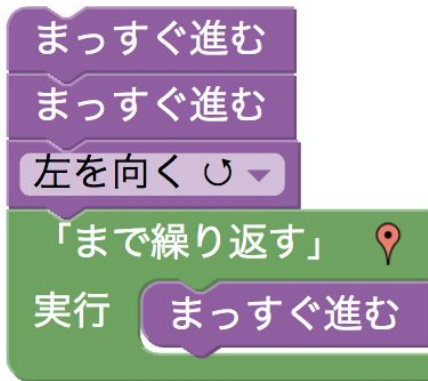 まっすぐ進む
まっすぐ進む
左を向く ↺
「まで繰り返す」
実行 まっすぐ進む